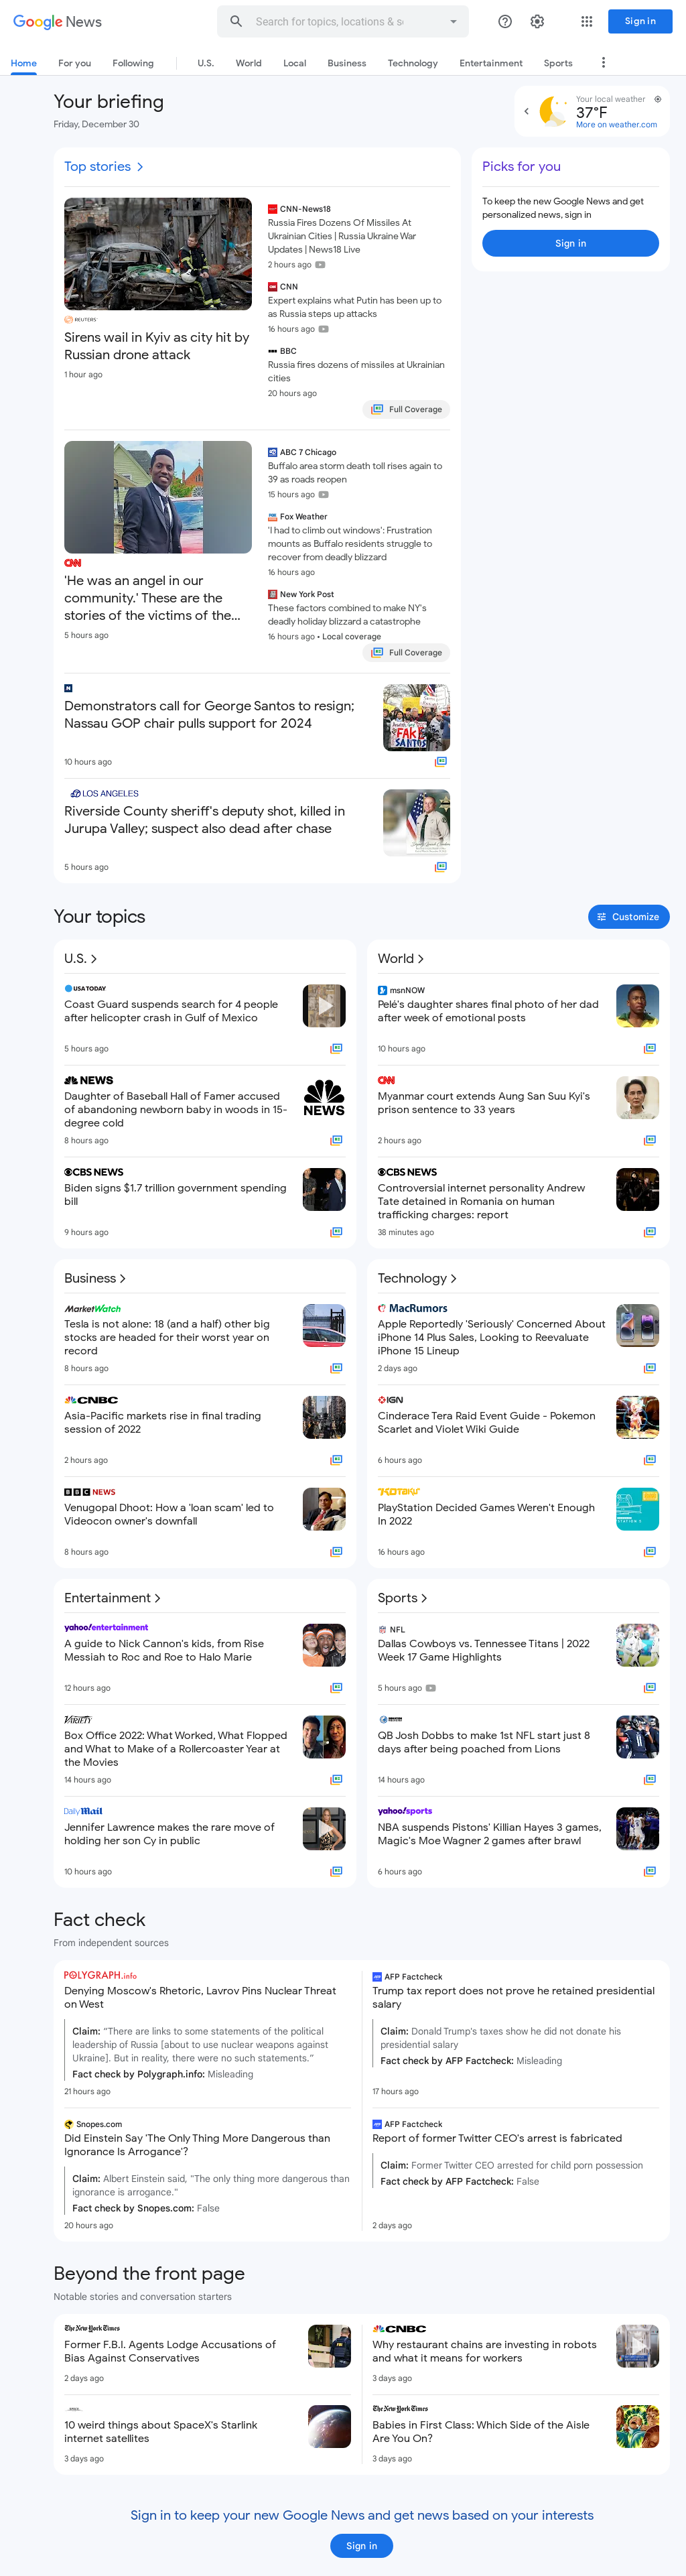 Google News
Search for topics, locations & so
Sign in
Home For you Following U.S. World Local Business Technology Entertainment Sports
Your briefing
Friday, December 30
Your local weather
37°F
More on weather.com
Top stories
REUTERS
Sirens wail in Kyiv as city hit by
Russian drone attack
1 hour ago
CNN-News18
Russia Fires Dozens Of Missiles At
Ukrainian Cities | Russia Ukraine War
Updates | News18 Live
2 hours ago
CNN
Expert explains what Putin has been up to
as Russia steps up attacks
16 hours ago
BBC
Russia fires dozens of missiles at Ukrainian
cities
20 hours ago
Full Coverage
CNN
'He was an angel in our
community.' These are the
stories of the victims of the...
5 hours ago
ABC 7 Chicago
Buffalo area storm death toll rises again to
39 as roads reopen
15 hours ago
Fox Weather
'I had to climb out windows': Frustration
mounts as Buffalo residents struggle to
recover from deadly blizzard
16 hours ago
New York Post
These factors combined to make NY's
deadly holiday blizzard a catastrophe
16 hours ago • Local coverage
Full Coverage
N
Demonstrators call for George Santos to resign;
Nassau GOP chair pulls support for 2024
10 hours ago
FAKE
SANTOS
LOS ANGELES
Riverside County sheriff's deputy shot, killed in
Jurupa Valley; suspect also dead after chase
5 hours ago
Picks for you
To keep the new Google News and get
personalized news, sign in
Sign in
Your topics
Customize
U.S.
USA TODAY
Coast Guard suspends search for 4 people
after helicopter crash in Gulf of Mexico
5 hours ago
NEWS
Daughter of Baseball Hall of Famer accused
of abandoning newborn baby in woods in 15-
degree cold
8 hours ago
NEWS
CBS NEWS
Biden signs $1.7 trillion government spending
bill
9 hours ago
World
msnNOW
Pelé's daughter shares final photo of her dad
after week of emotional posts
10 hours ago
CNN
Myanmar court extends Aung San Suu Kyi's
prison sentence to 33 years
2 hours ago
CBS NEWS
Controversial internet personality Andrew
Tate detained in Romania on human
trafficking charges: report
38 minutes ago
Business
MarketWatch
Tesla is not alone: 18 (and a half) other big
stocks are headed for their worst year on
record
8 hours ago
CNBC
Asia-Pacific markets rise in final trading
session of 2022
2 hours ago
BBC NEWS
Venugopal Dhoot: How a 'loan scam' led to
Videocon owner's downfall
8 hours ago
Technology
MacRumors
Apple Reportedly 'Seriously' Concerned About
iPhone 14 Plus Sales, Looking to Reevaluate
iPhone 15 Lineup
2 days ago
IGN
Cinderace Tera Raid Event Guide - Pokemon
Scarlet and Violet Wiki Guide
6 hours ago
KOTAKU
PlayStation Decided Games Weren't Enough
In 2022
16 hours ago
Entertainment
yahoo!entertainment
A guide to Nick Cannon's kids, from Rise
Messiah to Roc and Roe to Halo Marie
12 hours ago
VARIETY
Box Office 2022: What Worked, What Flopped
and What to Make of a Rollercoaster Year at
the Movies
14 hours ago
Daily Mail
Jennifer Lawrence makes the rare move of
holding her son Cy in public
10 hours ago
Sports
NFL
Dallas Cowboys vs. Tennessee Titans | 2022
Week 17 Game Highlights
5 hours ago
QB Josh Dobbs to make 1st NFL start just 8
days after being poached from Lions
14 hours ago
yahoo!sports
NBA suspends Pistons' Killian Hayes 3 games,
Magic's Moe Wagner 2 games after brawl
6 hours ago
Fact check
From independent sources
POLYGRAPH.info
Denying Moscow's Rhetoric, Lavrov Pins Nuclear Threat
on West
Claim: "There are links to some statements of the political
leadership of Russia [about to use nuclear weapons against
Ukraine]. But in reality, there were no such statements."
Fact check by Polygraph.info: Misleading
21 hours ago
AFP Factcheck
Trump tax report does not prove he retained presidential
salary
Claim: Donald Trump's taxes show he did not donate his
presidential salary
Fact check by AFP Factcheck: Misleading
17 hours ago
Snopes.com
Did Einstein Say 'The Only Thing More Dangerous than
Ignorance Is Arrogance'?
Claim: Albert Einstein said, "The only thing more dangerous than
ignorance is arrogance."
Fact check by Snopes.com: False
20 hours ago
AFP Factcheck
Report of former Twitter CEO's arrest is fabricated
Claim: Former Twitter CEO arrested for child porn possession
Fact check by AFP Factcheck: False
2 days ago
Beyond the front page
Notable stories and conversation starters
The New York Times
Former F.B.I. Agents Lodge Accusations of
Bias Against Conservatives
2 days ago
CNBC
Why restaurant chains are investing in robots
and what it means for workers
3 days ago
10 weird things about SpaceX's Starlink
internet satellites
3 days ago
The New York Times
Babies in First Class: Which Side of the Aisle
Are You On?
3 days ago
Sign in to keep your new Google News and get news based on your interests
Sign in